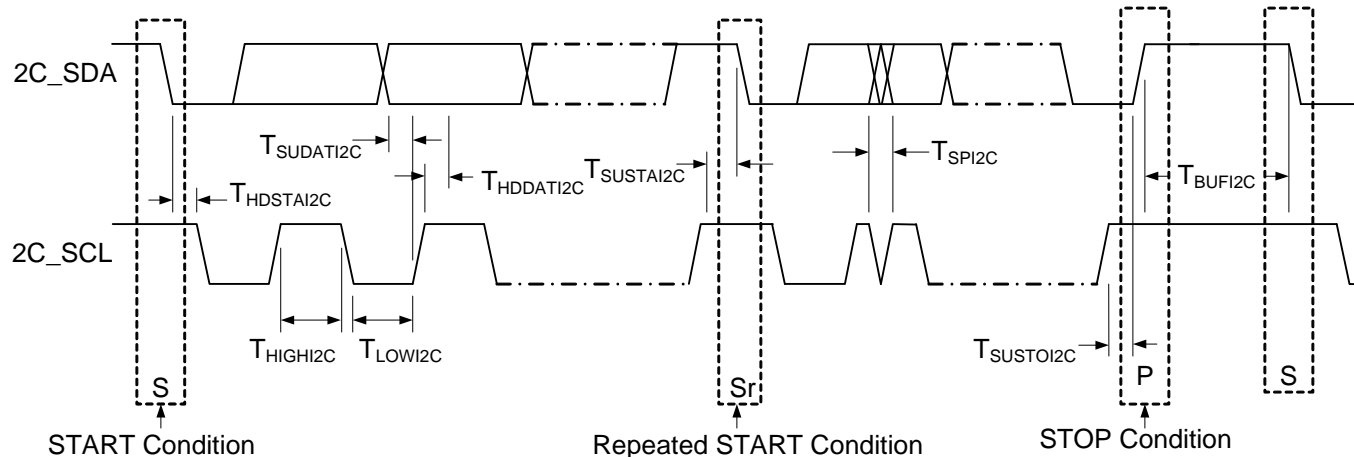 2C_SDA
TSUDATI2C
THDDATI2C
TSUSTAI2C
TSPI2C
TBUFI2C
THDSTAI2C
2C_SCL
THIGHI2C
TLOWI2C
TSUSTOI2C
S
Sr
P
S
START Condition
Repeated START Condition
STOP Condition